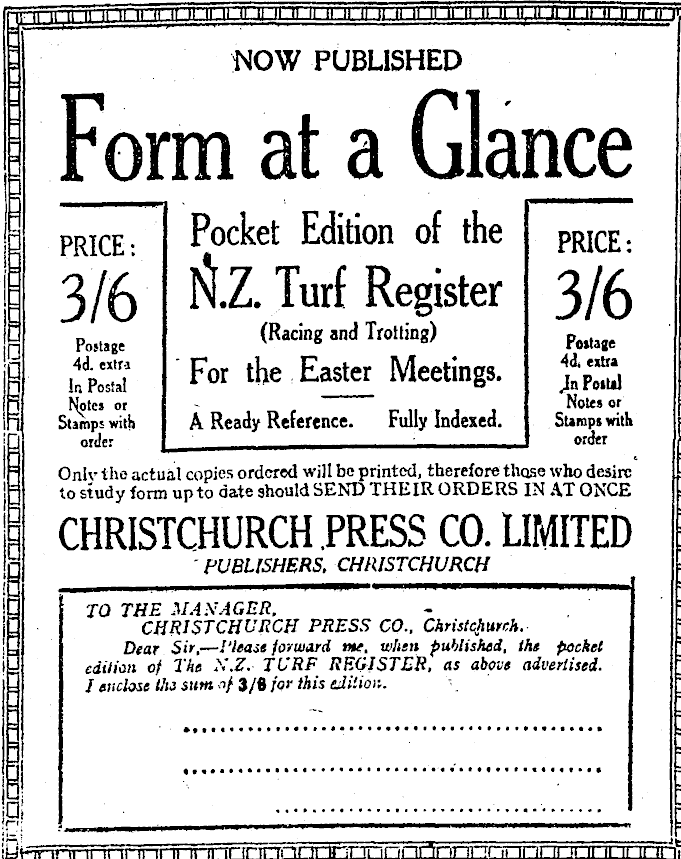 NOW PUBLISHED
Form at a Glance
PRICE:
3/6
Postage
4d. extra
In Postal
Notes or
Stamps with
order
Pocket Edition of the
N.Z. Turf Register
(Racing and Trotting)
For the Easter Meetings.
A Ready Reference. Fully Indexed.
PRICE:
3/6
Postage
4d. extra
In Postal
Notes or
Stamps with
order
Only the actual copies ordered will be printed, therefore those who desire
to study form up to date should SEND THEIR ORDERS IN AT ONCE
CHRISTCHURCH PRESS CO. LIMITED
PUBLISHERS, CHRISTCHURCH
TO THE MANAGER,
CHRISTCHURCH PRESS CO., Christchurch.
Dear Sir,—Please forward me, when published, the pocket
edition of The N.Z. TURF REGISTER, as above advertised.
I enclose the sum of 3/6 for this edition.